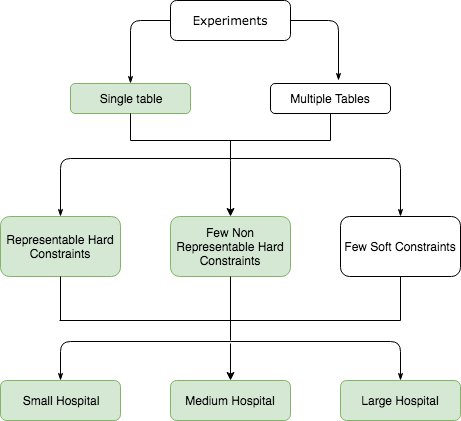 Experiments
Single table
Multiple Tables
Representable Hard
Constraints
Few Non
Representable Hard
Constraints
Few Soft Constraints
Small Hospital
Medium Hospital
Large Hospital